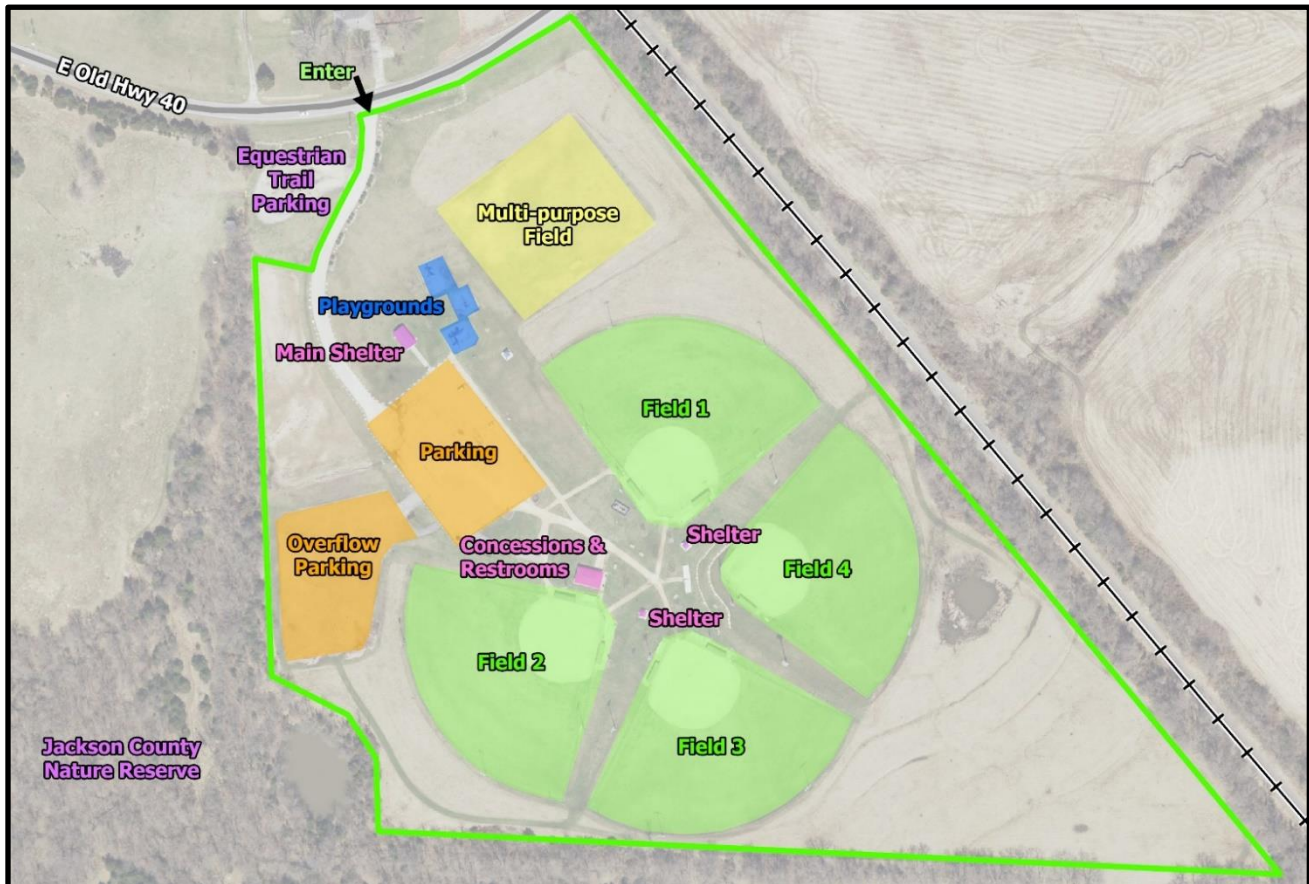 E Old Hwy 40
Enter
Equestrian
Trail
Parking
Multi-purpose
Field
Playgrounds
Main Shelter
Field 1
Parking
Shelter
Overflow
Parking
Concessions &
Restrooms
Field 4
Shelter
Field 2
Field 3
Jackson County
Nature Reserve